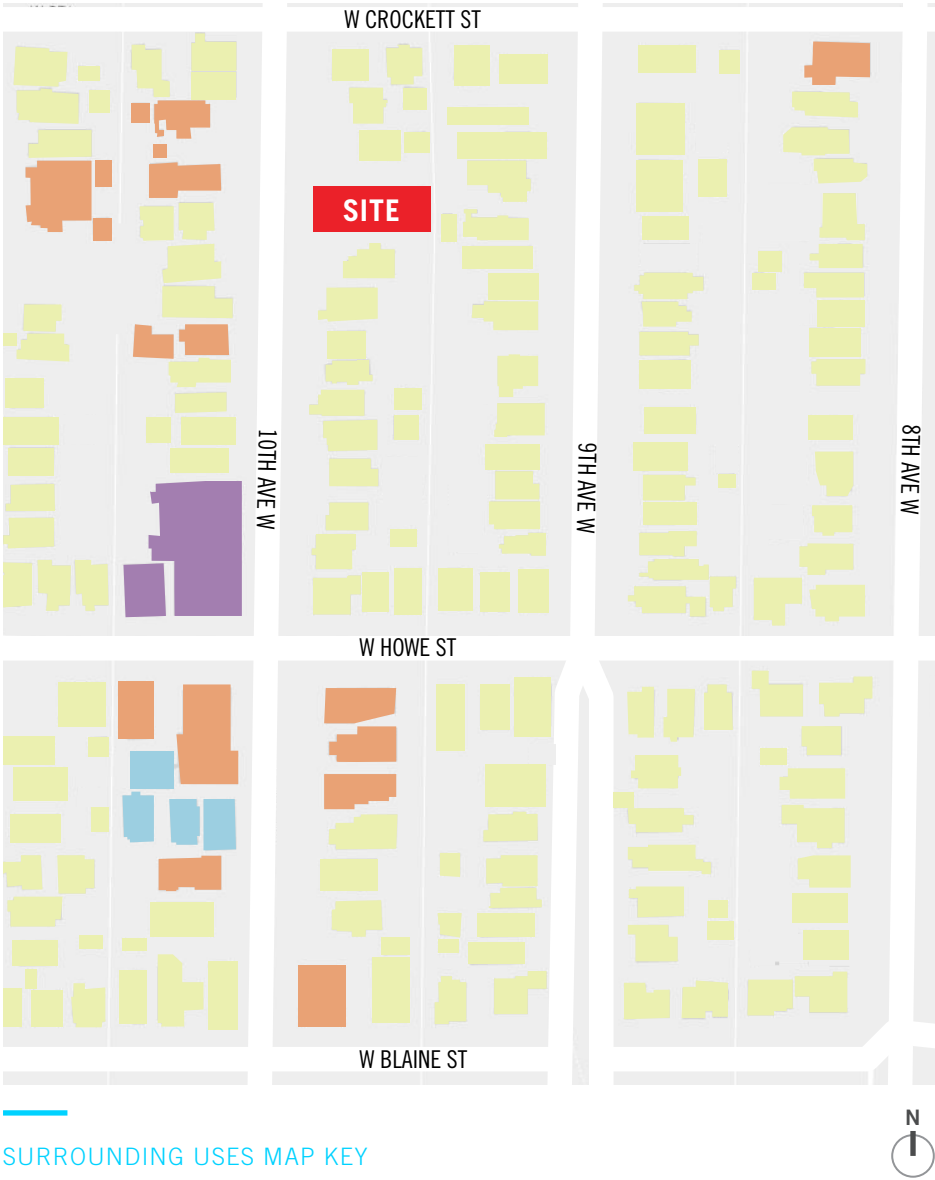 W CROCKETT ST
SITE
10TH AVE W
9TH AVE W
8TH AVE W
W HOWE ST
W BLAINE ST
N
SURROUNDING USES MAP KEY